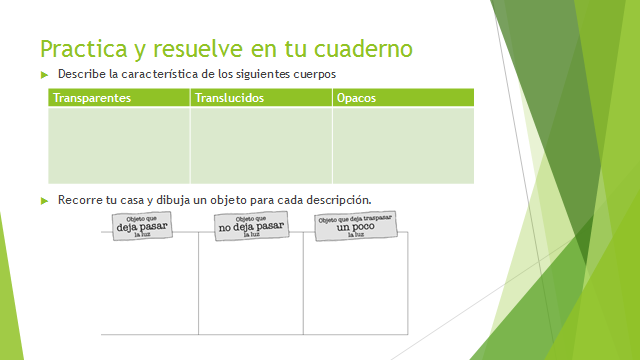 Practica y resuelve en tu cuaderno
Describe la característica de los siguientes cuerpos
Transparentes Translucidos Opacos
Recorre tu casa y dibuja un objeto para cada descripción.
Objeto que
deja pasar
la luz
Objeto que
no deja pasar
la luz
Objeto que deja traspasar
un poco
la luz